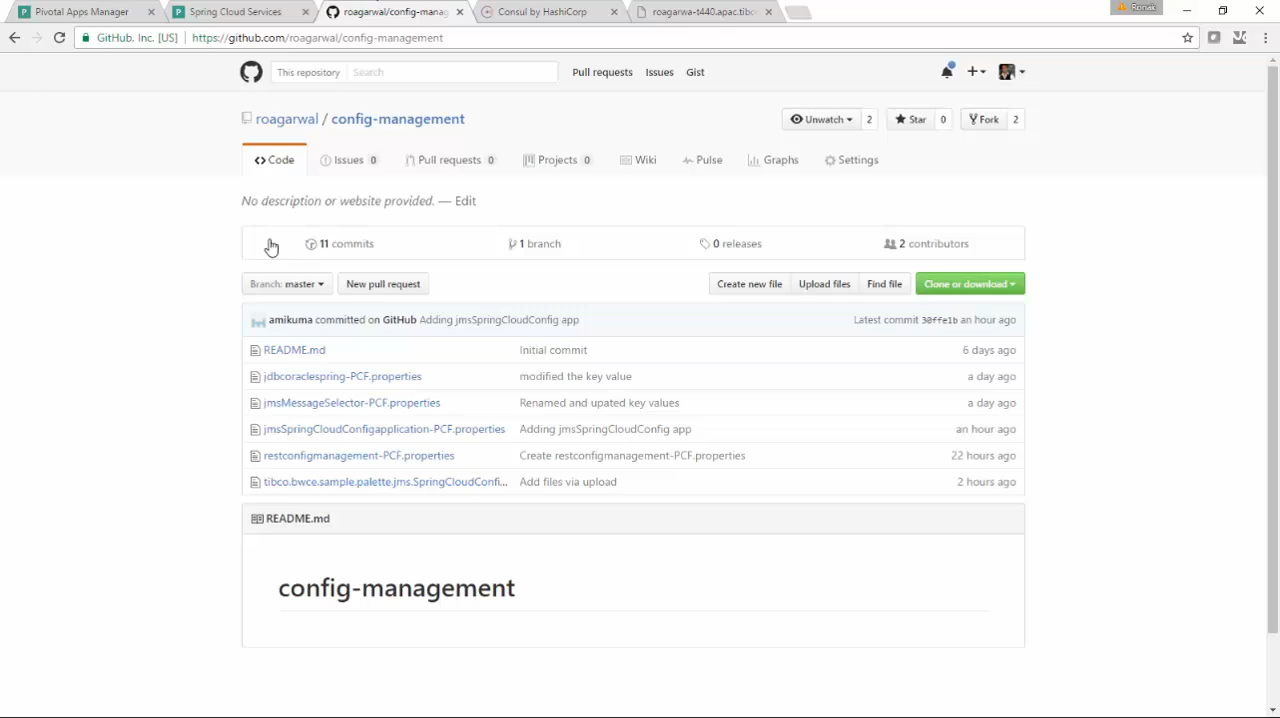 Pivotal Apps Manager
Spring Cloud Services
roagarwal/config-manag
Consul by HashiCorp
roagarwa-t440.apac.tibc
Ronak
GitHub, Inc. [US] https://github.com/roagarwal/config-management
This repository Search Pull requests Issues Gist
roagarwal / config-management Unwatch 2 Star 0 Fork 2
Code Issues 0 Pull requests 0 Projects 0 Wiki Pulse Graphs Settings
No description or website provided. — Edit
11 commits 1 branch 0 releases 2 contributors
Branch: master New pull request Create new file Upload files Find file Clone or download
amikuma committed on GitHub Adding jmsSpringCloudConfig app Latest commit 30ffe1b an hour ago
README.md Initial commit 6 days ago
jdbcoraclespring-PCF.properties modified the key value a day ago
jmsMessageSelector-PCF.properties Renamed and upated key values a day ago
jmsSpringCloudConfigapplication-PCF.properties Adding jmsSpringCloudConfig app an hour ago
restconfigmanagement-PCF.properties Create restconfigmanagement-PCF.properties 22 hours ago
tibco.bwce.sample.palette.jms.SpringCloudConfi... Add files via upload 2 hours ago
README.md
config-management